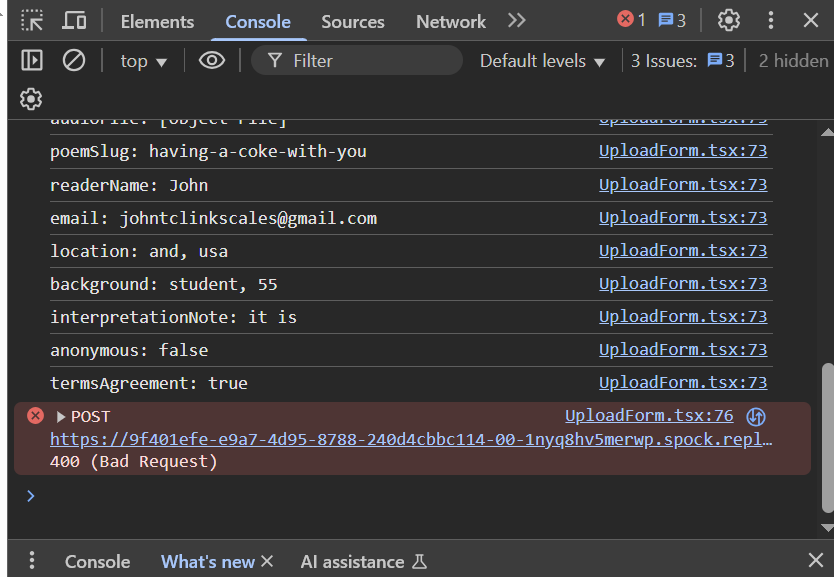 Elements Console Sources Network 1 3
top Filter Default levels 3 Issues: 3 2 hidden
audioFile: [object File] UploadForm.tsx:73
poemSlug: having-a-coke-with-you UploadForm.tsx:73
readerName: John UploadForm.tsx:73
email: johntclinkscales@gmail.com UploadForm.tsx:73
location: and, usa UploadForm.tsx:73
background: student, 55 UploadForm.tsx:73
interpretationNote: it is UploadForm.tsx:73
anonymous: false UploadForm.tsx:73
termsAgreement: true UploadForm.tsx:73
POST UploadForm.tsx:76
https://9f401efe-e9a7-4d95-8788-240d4cbbc114-00-1nyq8hv5merwp.spock.repl…
400 (Bad Request)
Console What's new AI assistance